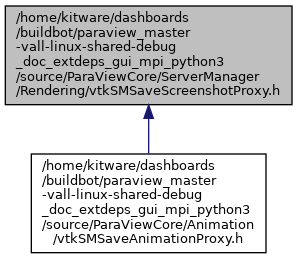 /home/kitware/dashboards
/buildbot/paraview_master
-vall-linux-shared-debug
_doc_extdeps_gui_mpi_python3
/source/ParaViewCore/ServerManager
/Rendering/vtkSMSaveScreenshotProxy.h
/home/kitware/dashboards
/buildbot/paraview_master
-vall-linux-shared-debug
_doc_extdeps_gui_mpi_python3
/source/ParaViewCore/Animation
/vtkSMSaveAnimationProxy.h